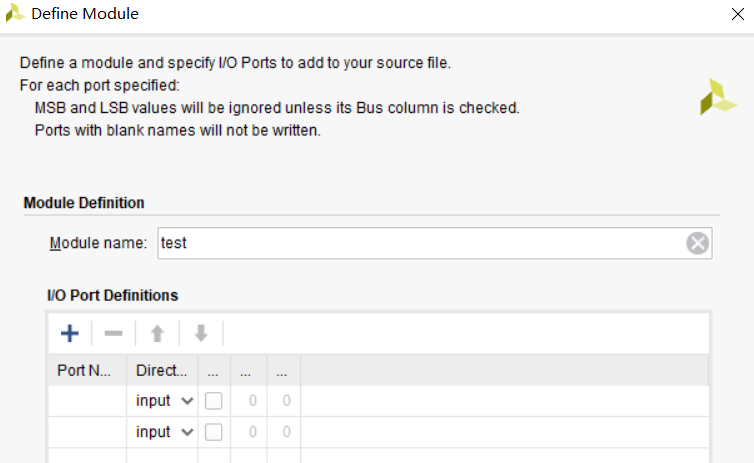 Define Module
Define a module and specify I/O Ports to add to your source file.
For each port specified:
MSB and LSB values will be ignored unless its Bus column is checked.
Ports with blank names will not be written.
Module Definition
Module name: test
I/O Port Definitions
Port N... Direct... ... ... ...
input 0 0
input 0 0